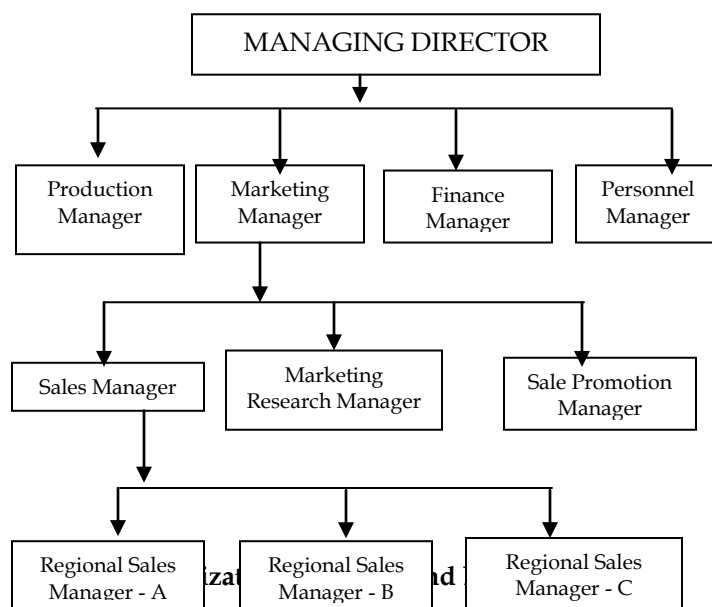 MANAGING DIRECTOR
Production
Manager
Marketing
Manager
Finance
Manager
Personnel
Manager
Sales Manager
Marketing
Research Manager
Sale Promotion
Manager
Regional Sales
Manager - A
Regional Sales
Manager - B
Regional Sales
Manager - C